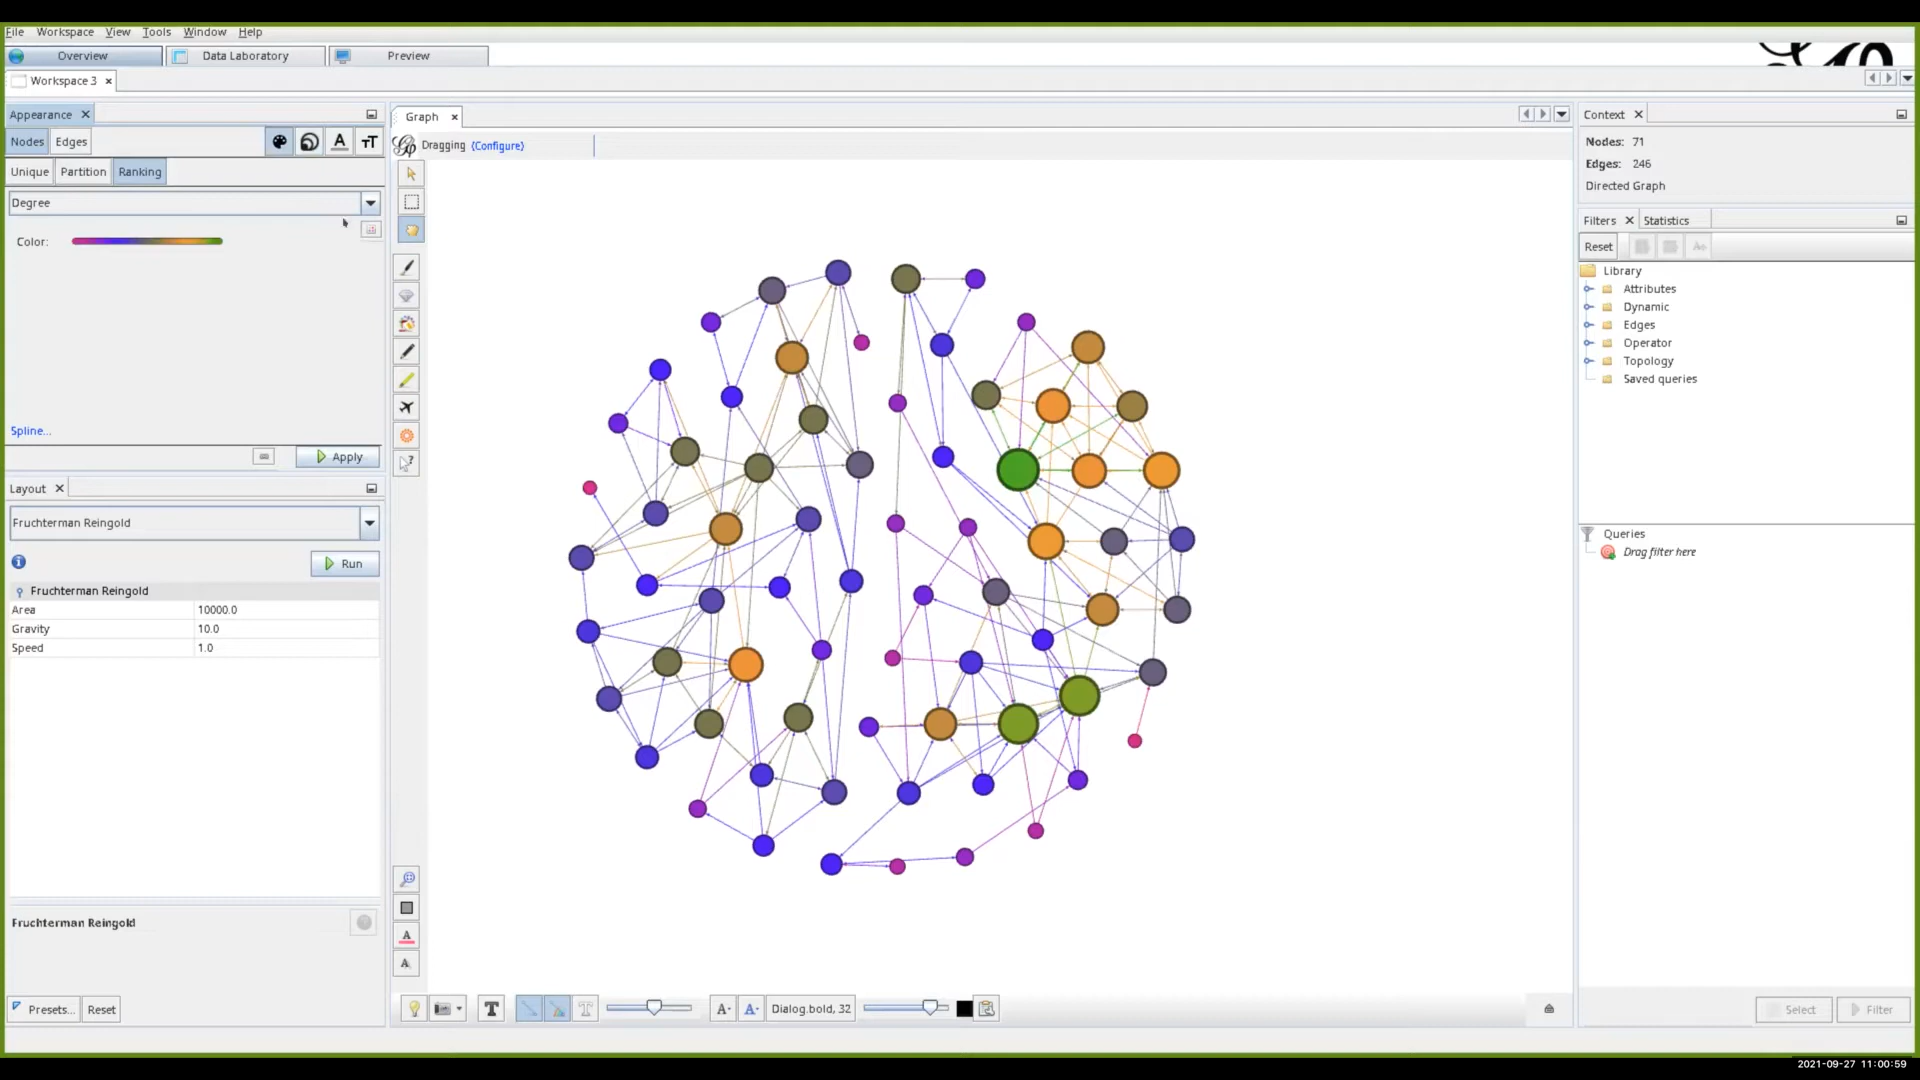 File Workspace View Tools Window Help
Overview Data Laboratory Preview
Workspace 3
Appearance
Nodes Edges A TT
Unique Partition Ranking
Degree
Color:
Spline...
Apply
Layout
Fruchterman Reingold
Run
Fruchterman Reingold
Area 10000.0
Gravity 10.0
Speed 1.0
Fruchterman Reingold
Presets... Reset
Graph
Dragging (Configure)
?
A
A
T T A- A- Dialog.bold, 32
Context
Nodes: 71
Edges: 246
Directed Graph
Filters Statistics
Reset
Library
Attributes
Dynamic
Edges
Operator
Topology
Saved queries
Queries
Drag filter here
Select Filter
2021-09-27 11:00:59